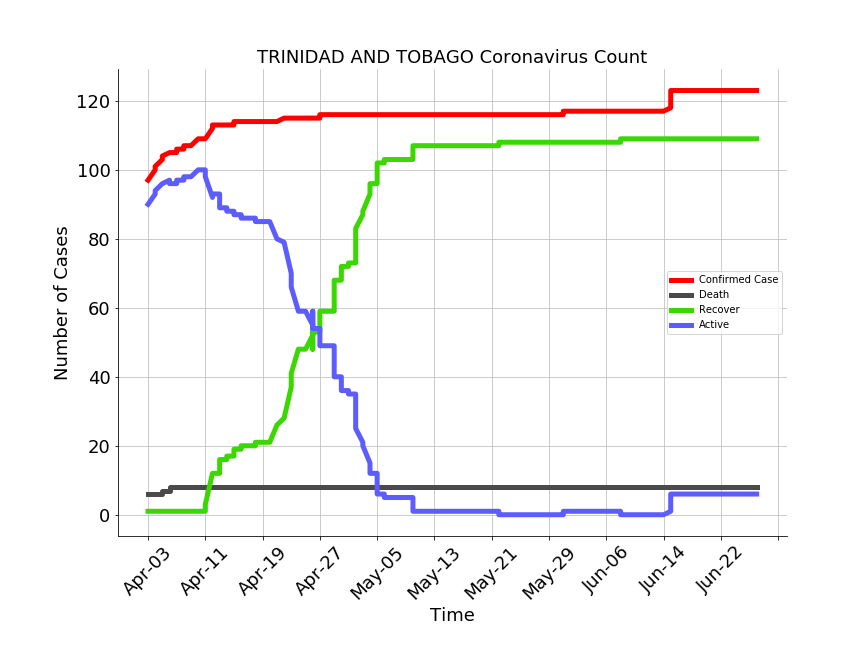 TRINIDAD AND TOBAGO Coronavirus Count
Number of Cases
120
100
80
60
40
20
0
Confirmed Case
Death
Recover
Active
Apr-03
Apr-11
Apr-19
Apr-27
May-05
May-13
May-21
May-29
Jun-06
Jun-14
Jun-22
Time